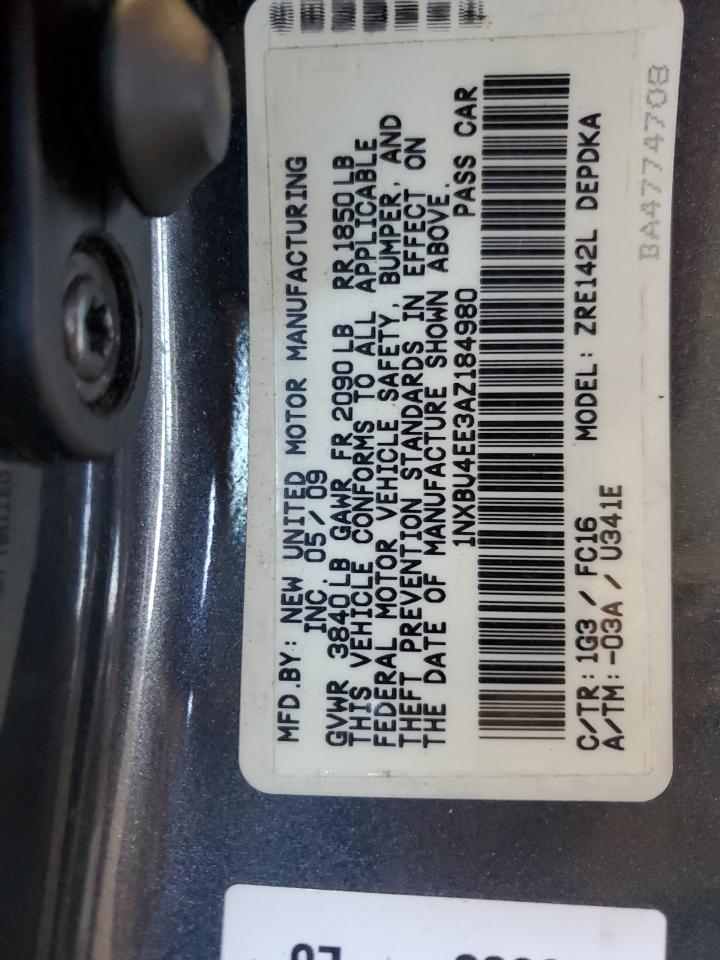 MFD.BY: NEW UNITED MOTOR MANUFACTURING
INC. 05/09
GVWR 3840LB GAWR FR 2090LB RR1850LB
THIS VEHICLE CONFORMS TO ALL APPLICABLE
FEDERAL MOTOR VEHICLE SAFETY, BUMPER, AND
THEFT PREVENTION STANDARDS IN EFFECT ON
THE DATE OF MANUFACTURE SHOWN ABOVE.
1NXBU4EE3AZ184980 PASS CAR
C/TR:1G3 / FC16 MODEL: ZRE142L DEPDKA
A/TM:-03A / U341E
BA4774708